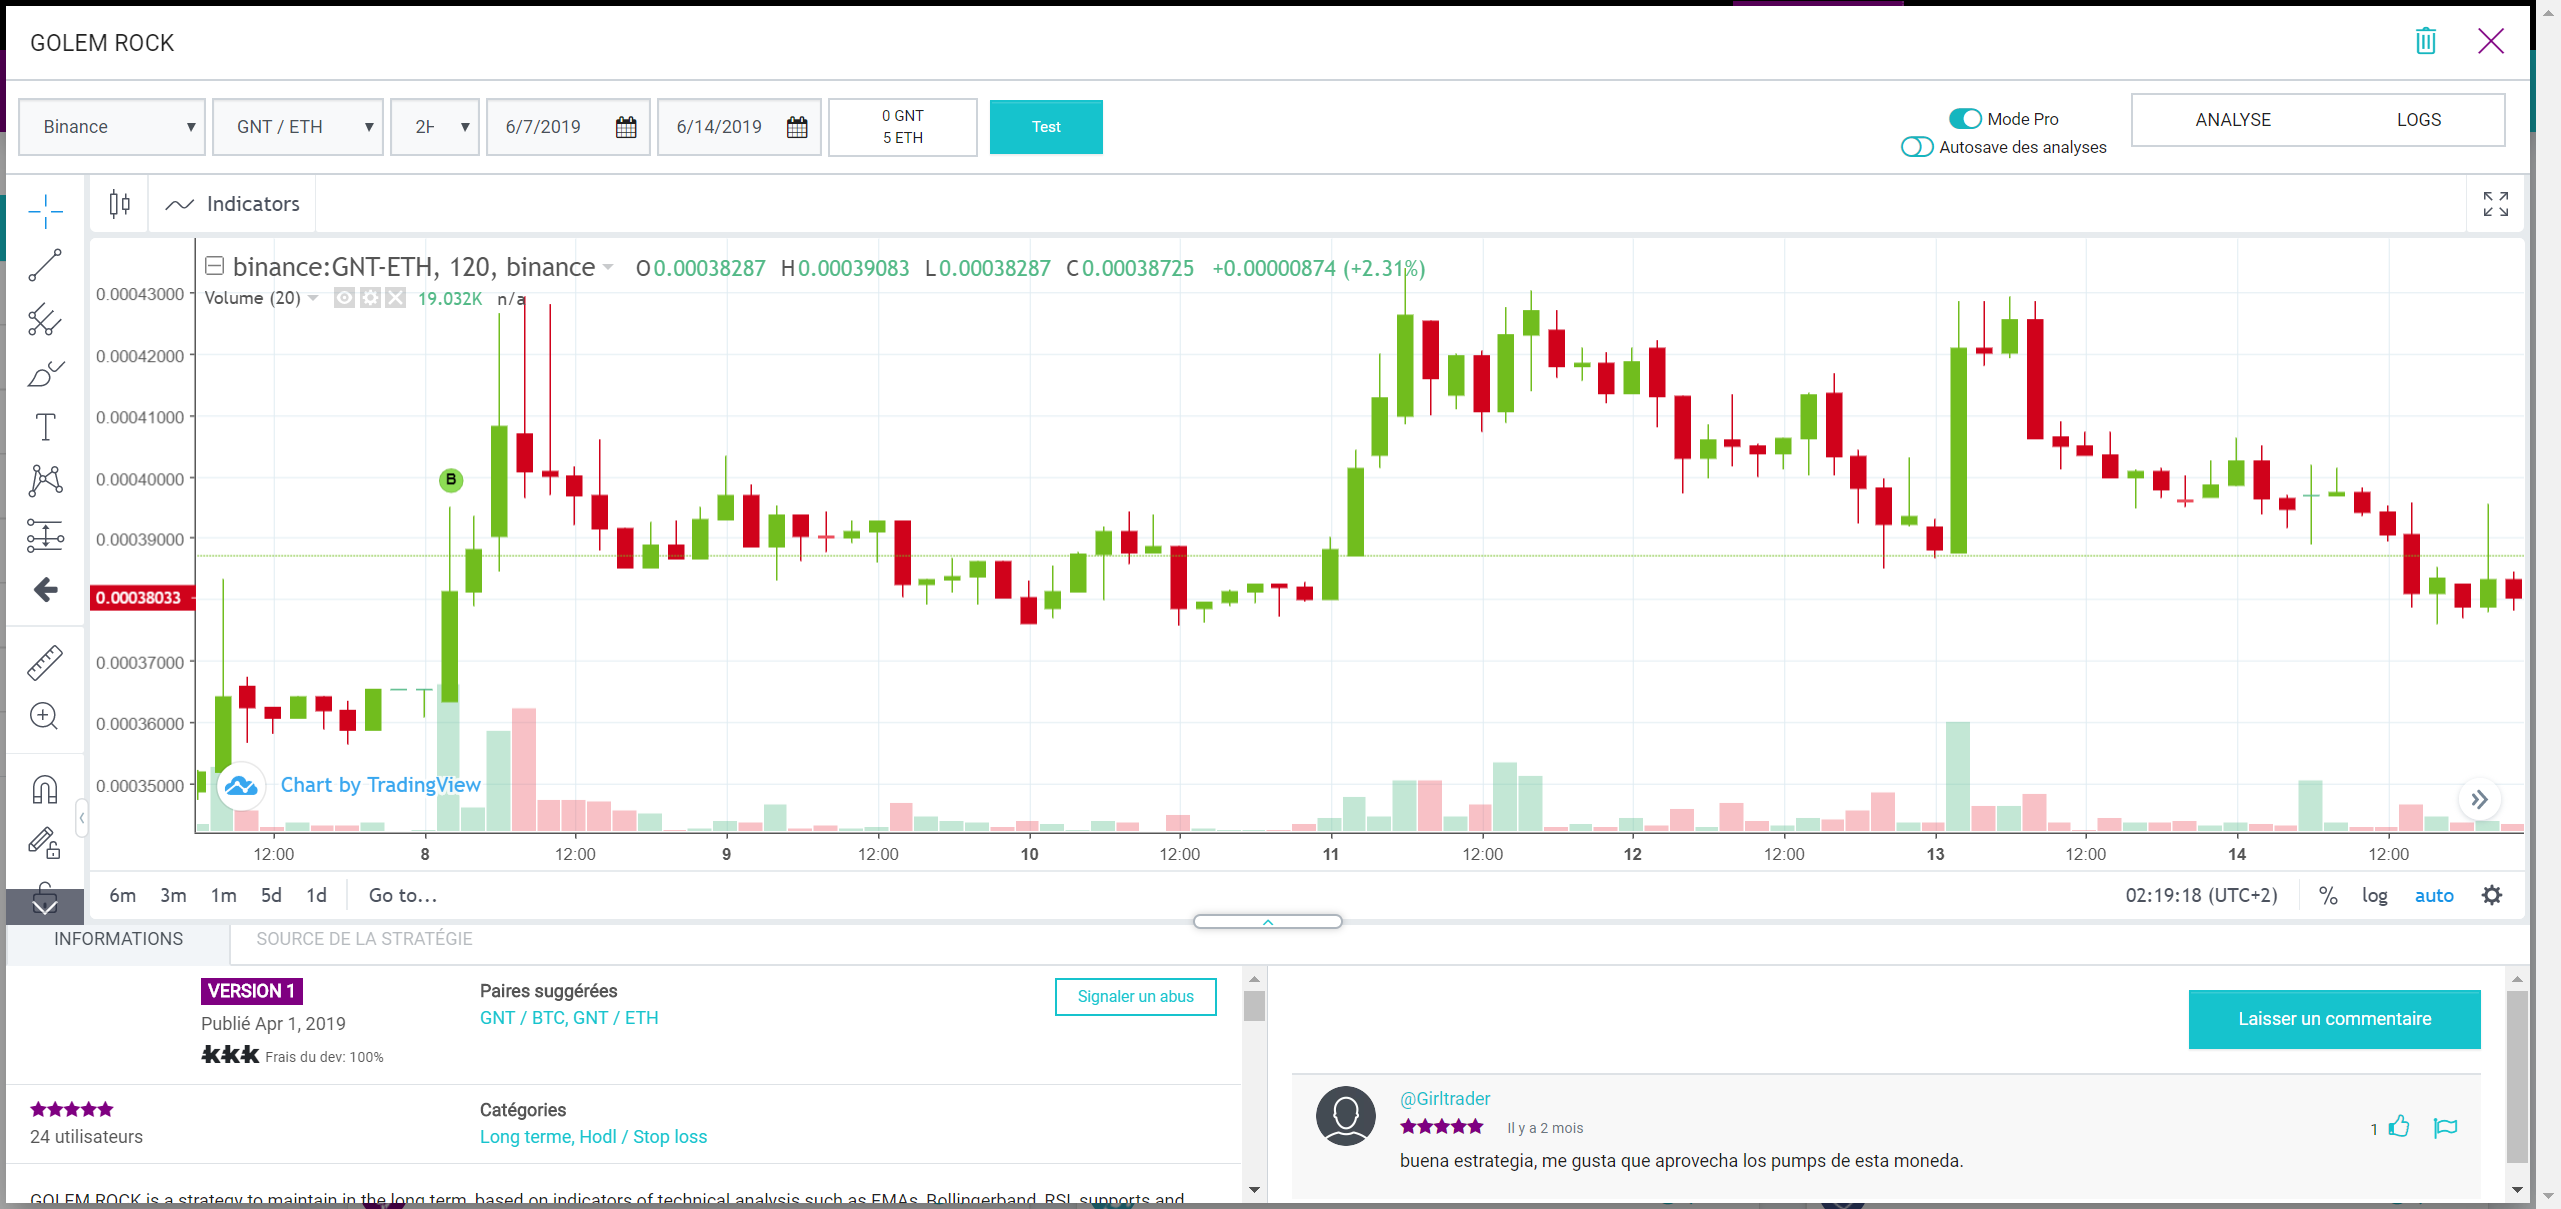 GOLEM ROCK
Binance
GNT / ETH
2H
6/7/2019
6/14/2019
0 GNT
5 ETH
Test
Mode Pro
Autosave des analyses
ANALYSE
LOGS
Indicators
binance:GNT-ETH, 120, binance O0.00038287 H0.00039083 L0.00038287 C0.00038725 +0.00000874 (+2.31%)
Volume (20) 19.032K n/a
0.00043000
0.00042000
0.00041000
0.00040000
0.00039000
0.00038033
0.00037000
0.00036000
0.00035000
B
Chart by TradingView
12:00 8 12:00 9 12:00 10 12:00 11 12:00 12 12:00 13 12:00 14 12:00
6m 3m 1m 5d 1d Go to...
02:19:18 (UTC+2) % log auto
INFORMATIONS
SOURCE DE LA STRATÉGIE
VERSION 1
Publié Apr 1, 2019
Frais du dev: 100%
Paires suggérées
GNT / BTC, GNT / ETH
Signaler un abus
24 utilisateurs
Catégories
Long terme, Hodl / Stop loss
GOLEM ROCK is a strategy to maintain in the long term, based on indicators of technical analysis such as EMAs, Bollingerband, RSI, supports and
Laisser un commentaire
@Girltrader
Il y a 2 mois
1
buena estrategia, me gusta que aprovecha los pumps de esta moneda.